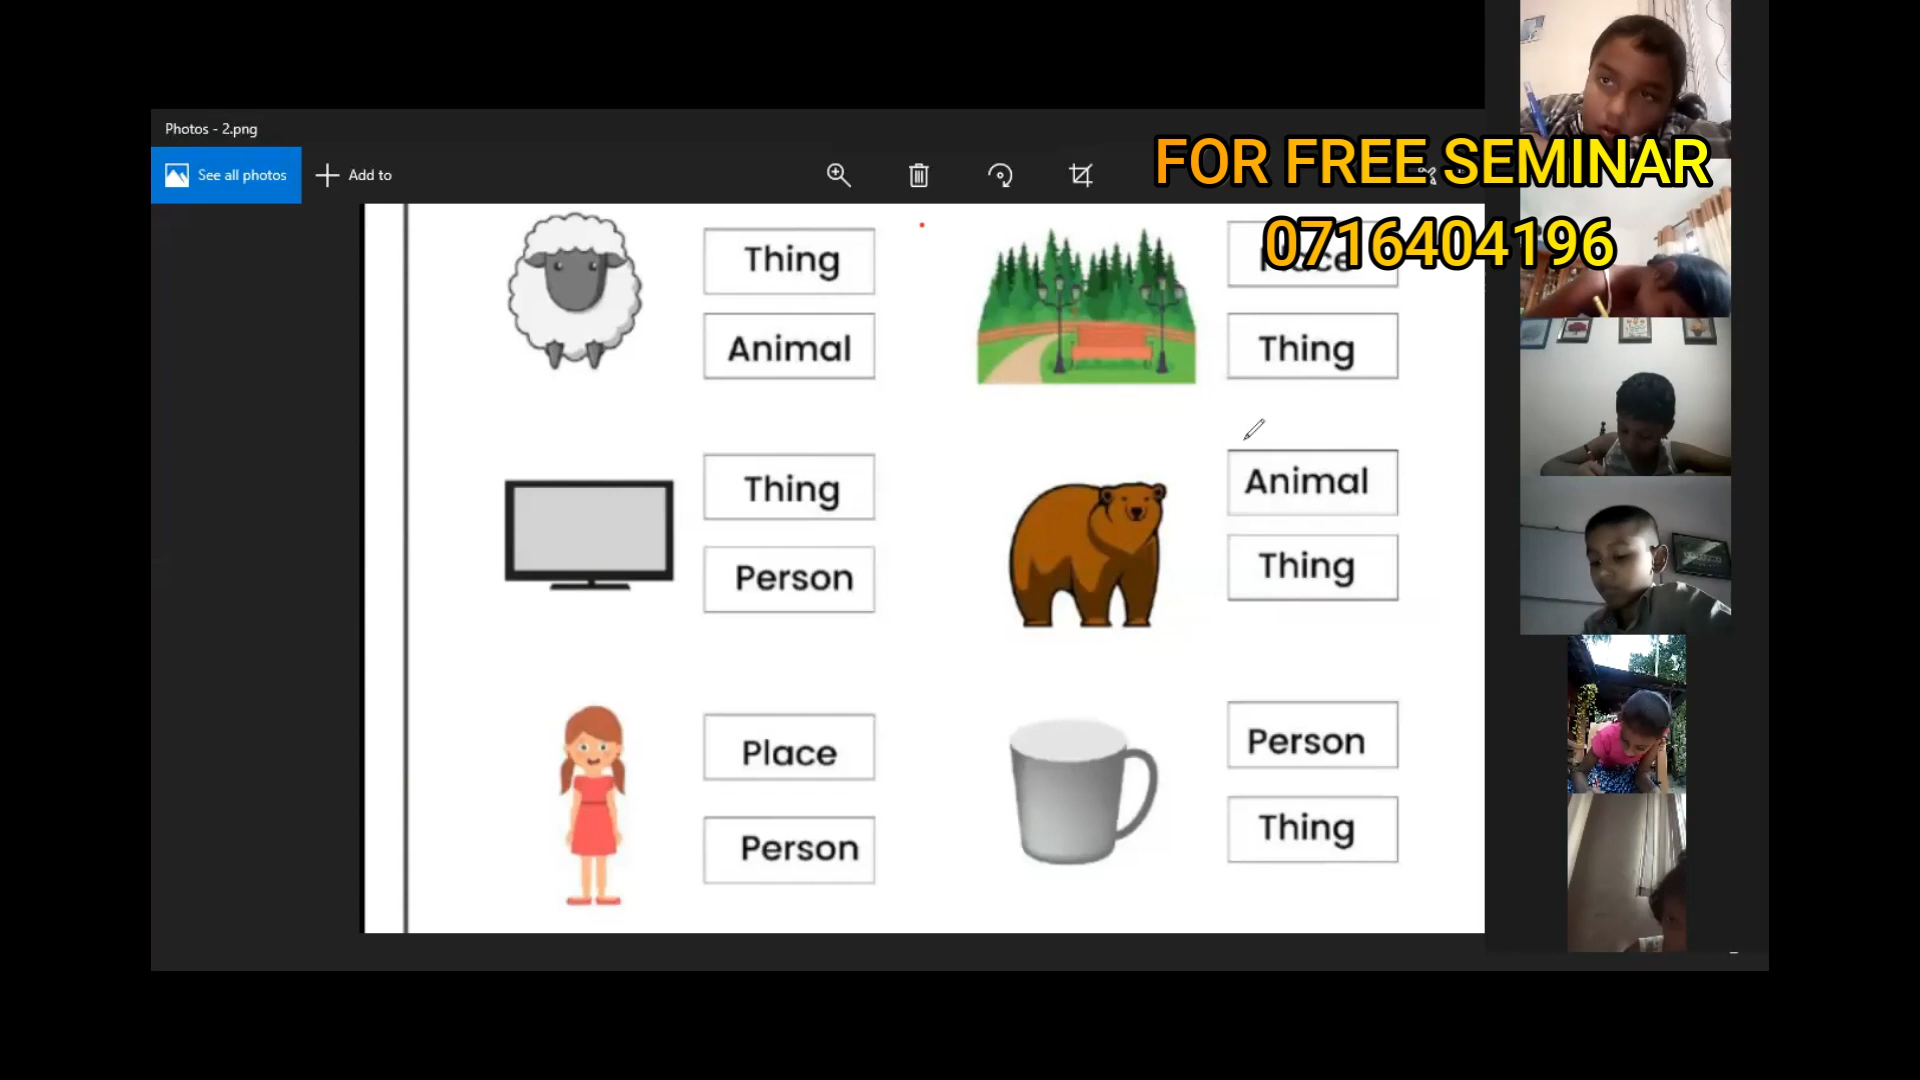 Photos - 2.png
See all photos
Add to
FOR FREE SEMINAR
0716404196
Thing
Animal
Place
Thing
Thing
Person
Animal
Thing
Place
Person
Person
Thing